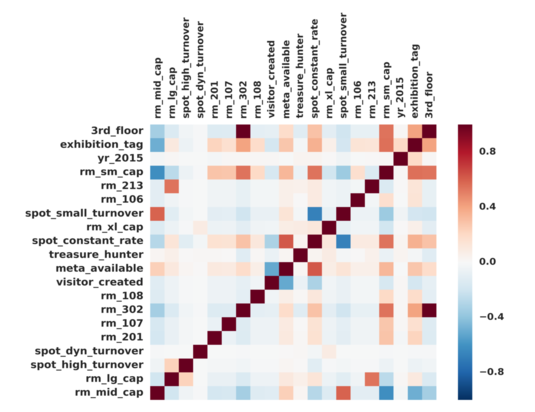 rm_mid_cap
rm_lg_cap
spot_high_turnover
spot_dyn_turnover
rm_201
rm_107
rm_302
rm_108
visitor_created
meta_available
treasure_hunter
spot_constant_rate
rm_xl_cap
spot_small_turnover
rm_106
rm_213
rm_sm_cap
yr_2015
exhibition_tag
3rd_floor
3rd_floor
exhibition_tag
yr_2015
rm_sm_cap
rm_213
rm_106
spot_small_turnover
rm_xl_cap
spot_constant_rate
treasure_hunter
meta_available
visitor_created
rm_108
rm_302
rm_107
rm_201
spot_dyn_turnover
spot_high_turnover
rm_lg_cap
rm_mid_cap
0.8
0.4
0.0
−0.4
−0.8